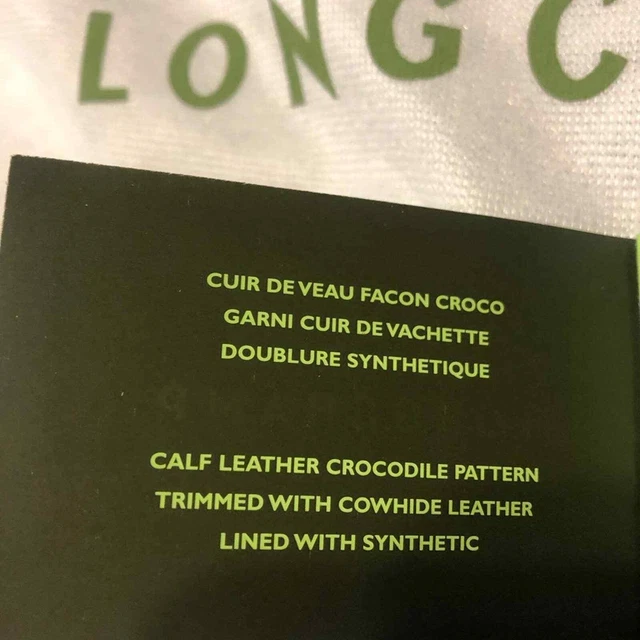 LONG C
CUIR DE VEAU FACON CROCO
GARNI CUIR DE VACHETTE
DOUBLURE SYNTHETIQUE
CALF LEATHER CROCODILE PATTERN
TRIMMED WITH COWHIDE LEATHER
LINED WITH SYNTHETIC